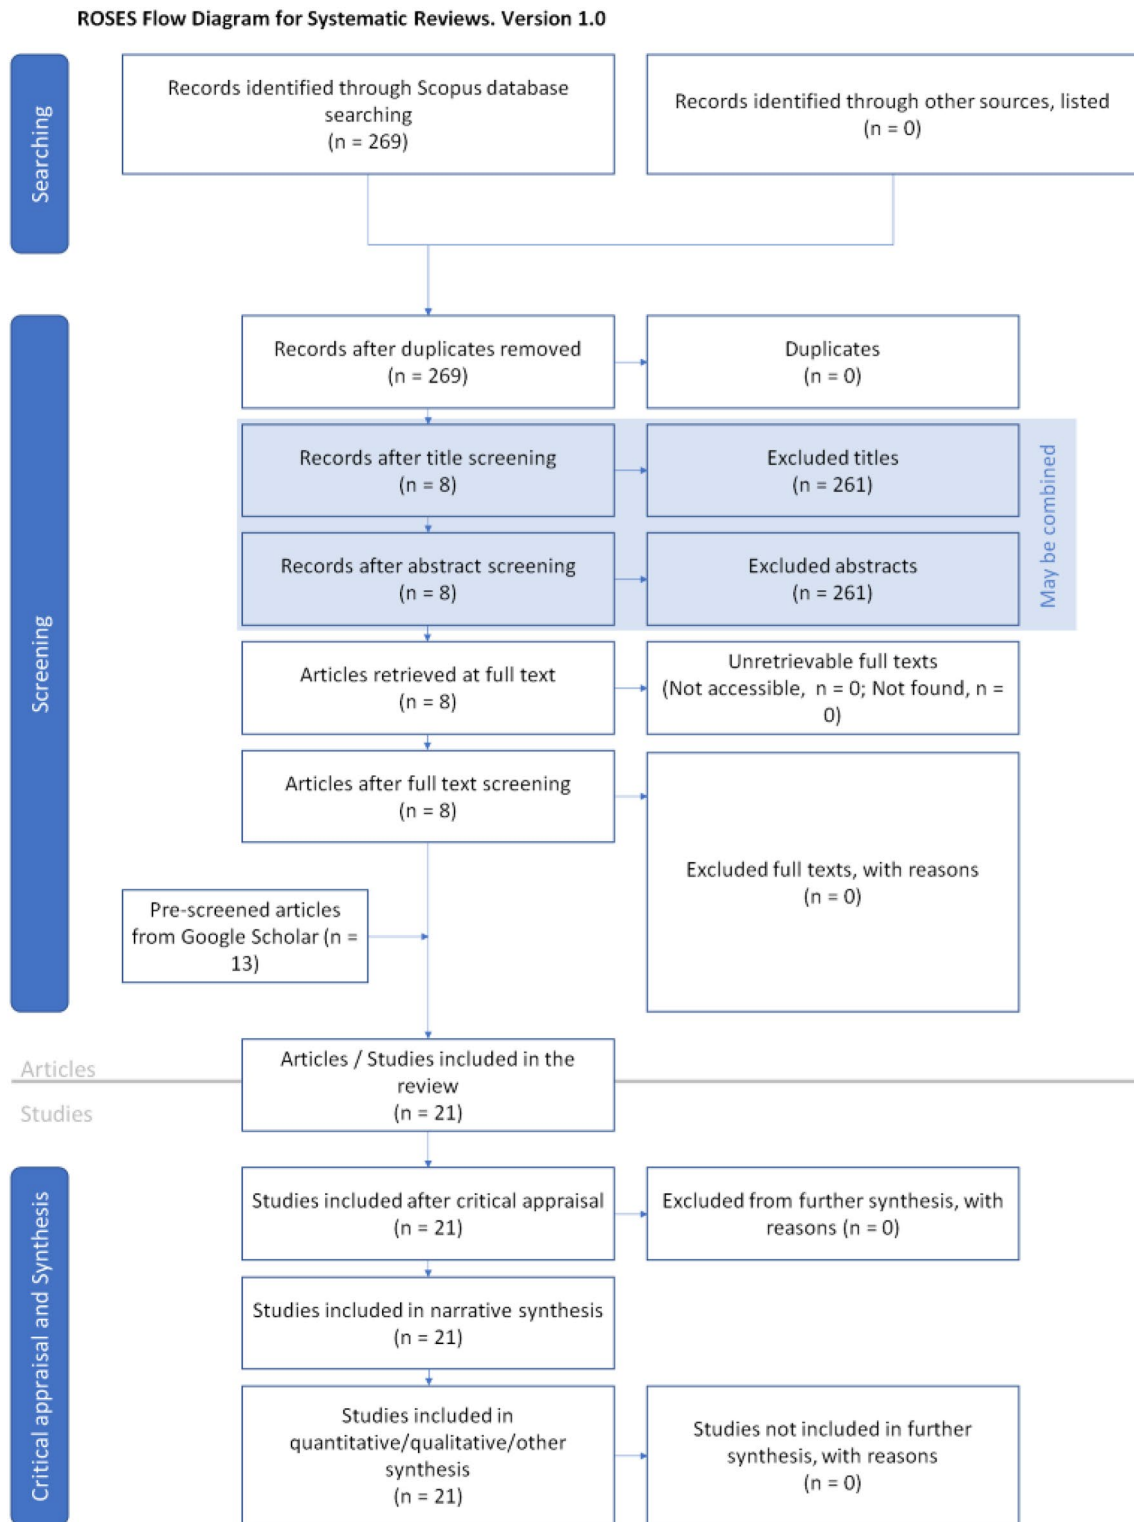 ROSES Flow Diagram for Systematic Reviews. Version 1.0
Searching
Records identified through Scopus database
searching
(n = 269)
Records identified through other sources, listed
(n = 0)
Screening
Records after duplicates removed
(n = 269)
Duplicates
(n = 0)
Records after title screening
(n = 8)
Excluded titles
(n = 261)
Records after abstract screening
(n = 8)
Excluded abstracts
(n = 261)
May be combined
Articles retrieved at full text
(n = 8)
Unretrievable full texts
(Not accessible, n = 0; Not found, n =
0)
Articles after full text screening
(n = 8)
Excluded full texts, with reasons
(n = 0)
Pre-screened articles
from Google Scholar (n =
13)
Articles / Studies included in the
review
(n = 21)
Articles
Studies
Critical appraisal and Synthesis
Studies included after critical appraisal
(n = 21)
Excluded from further synthesis, with
reasons (n = 0)
Studies included in narrative synthesis
(n = 21)
Studies included in
quantitative/qualitative/other
synthesis
(n = 21)
Studies not included in further
synthesis, with reasons
(n = 0)